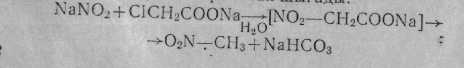 NaNO₂+ClCH₂COONa⟶[NO₂—CH₂COONa]→
H₂O
→O₂N—CH₃+NaHCO₃